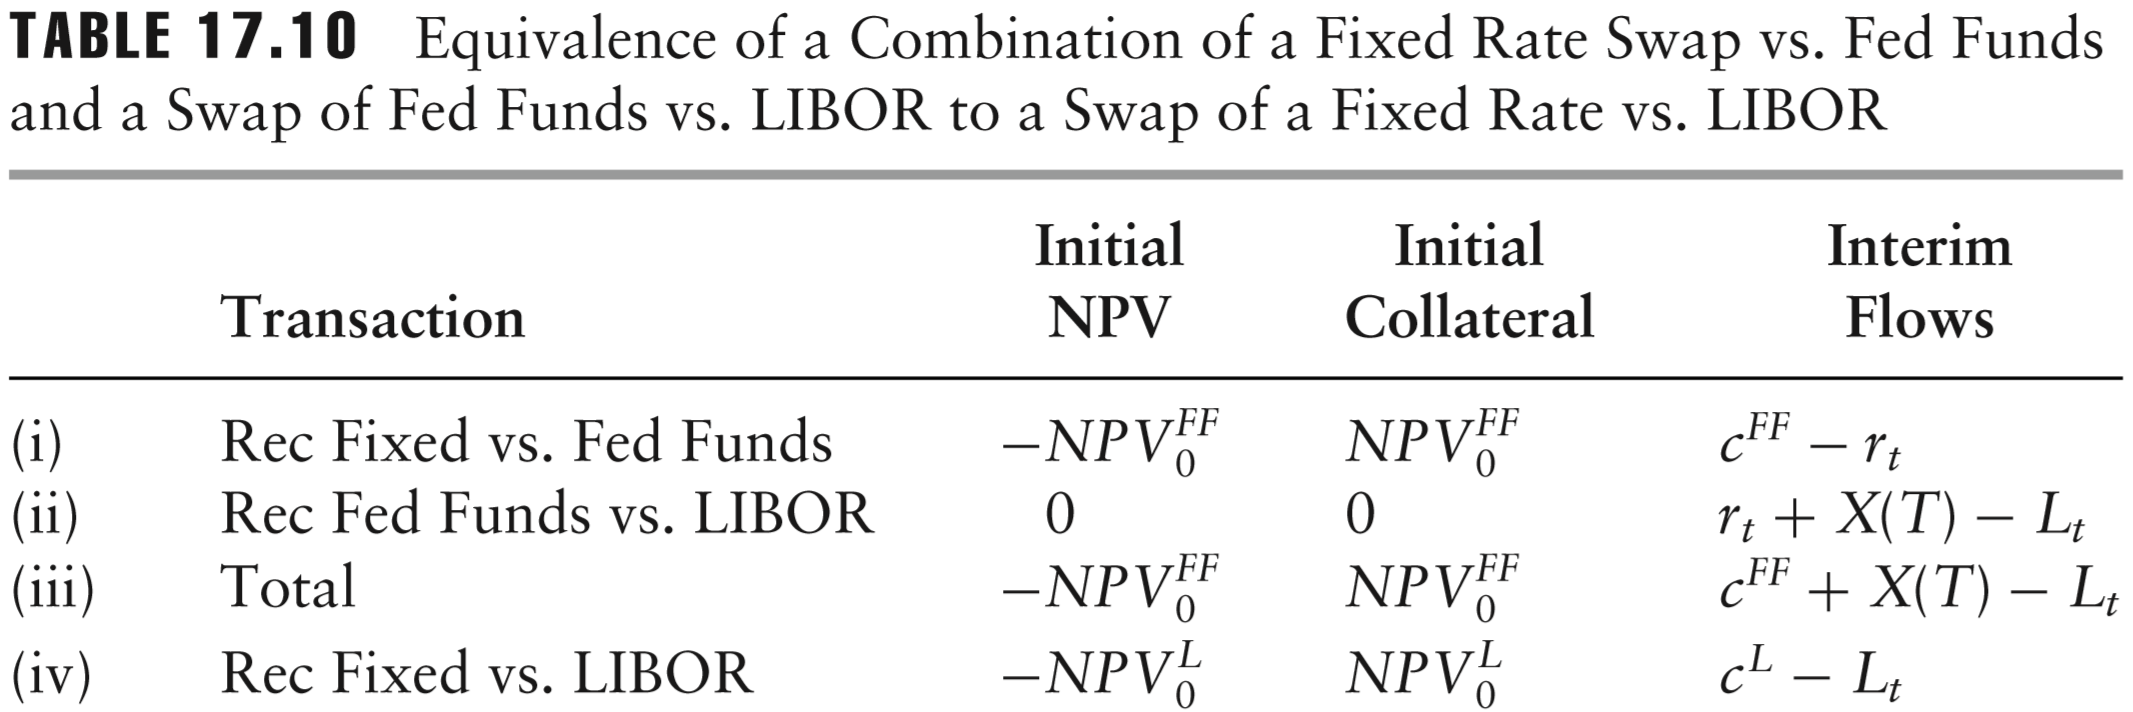 TABLE 17.10 Equivalence of a Combination of a Fixed Rate Swap vs. Fed Funds
and a Swap of Fed Funds vs. LIBOR to a Swap of a Fixed Rate vs. LIBOR
Initial Initial Interim
Transaction NPV Collateral Flows
(i) Rec Fixed vs. Fed Funds $-NPV_0^{FF}$ $NPV_0^{FF}$ $c^{FF} - r_t$
(ii) Rec Fed Funds vs. LIBOR 0 0 $r_t + X(T) - L_t$
(iii) Total $-NPV_0^{FF}$ $NPV_0^{FF}$ $c^{FF} + X(T) - L_t$
(iv) Rec Fixed vs. LIBOR $-NPV_0^{L}$ $NPV_0^{L}$ $c^{L} - L_t$